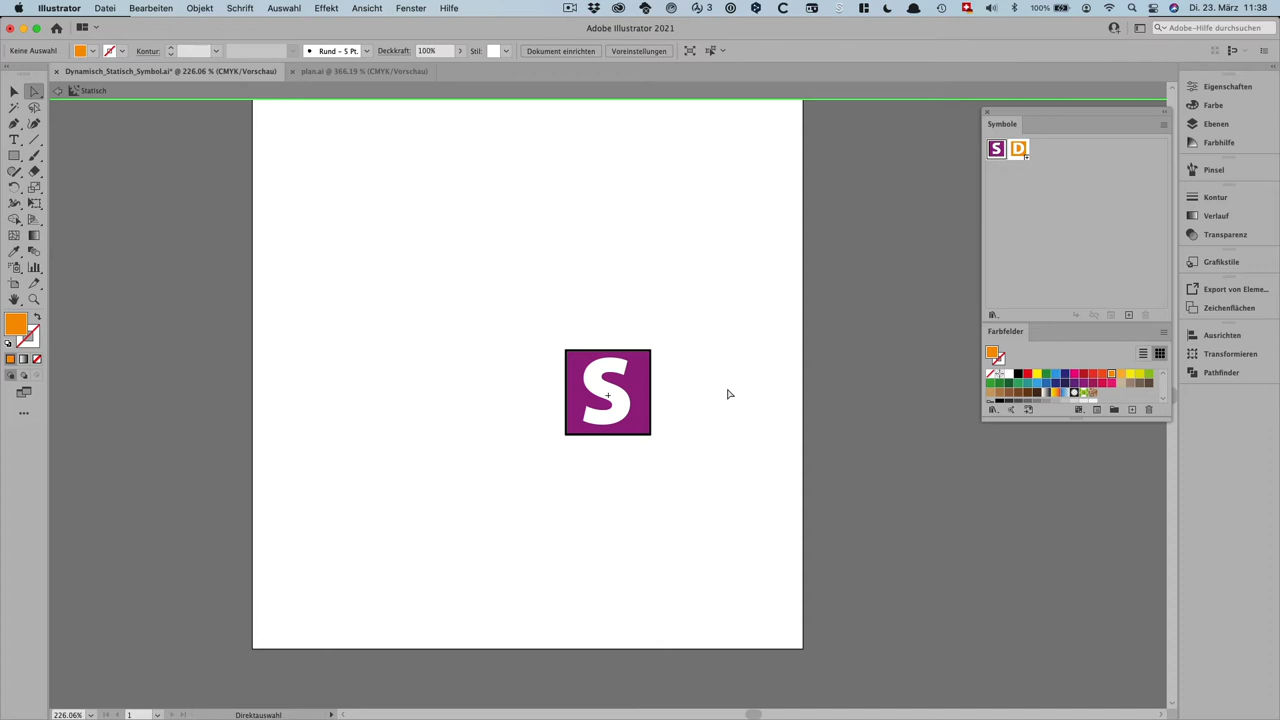 Illustrator Datei Bearbeiten Objekt Schrift Auswahl Effekt Ansicht Fenster Hilfe 3 100% Di. 23. März 11:38
Adobe Illustrator 2021 Adobe-Hilfe durchsuchen
Keine Auswahl Kontur: Rund - 5 Pt. Deckkraft: 100% Stil: Dokument einrichten Voreinstellungen
Dynamisch_Statisch_Symbol.ai* @ 226.06 % (CMYK/Vorschau) plan.ai @ 366.19 % (CMYK/Vorschau)
Statisch
Symbole
S D
Eigenschaften
Farbe
Ebenen
Farbhilfe
Pinsel
Kontur
Verlauf
Transparenz
Grafikstile
Export von Eleme...
Zeichenflächen
Ausrichten
Transformieren
Pathfinder
Farbfelder
S
226.06% 1 Direktauswahl